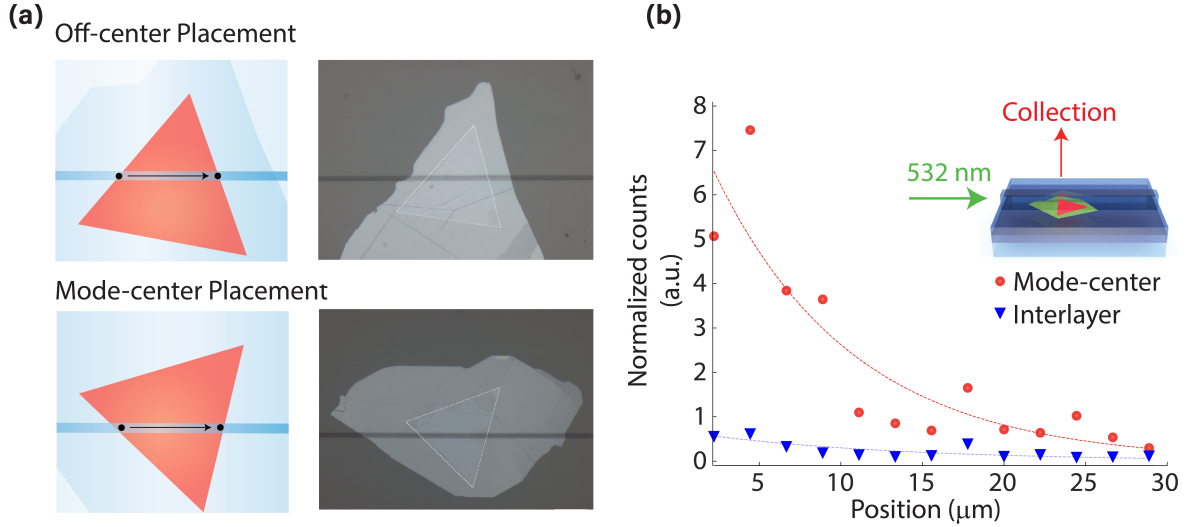 (a)
Off-center Placement
Mode-center Placement
(b)
Normalized counts
(a.u.)
8
7
6
5
4
3
2
1
0
5
10
15
20
25
30
Position (μm)
Collection
532 nm
Mode-center
Interlayer